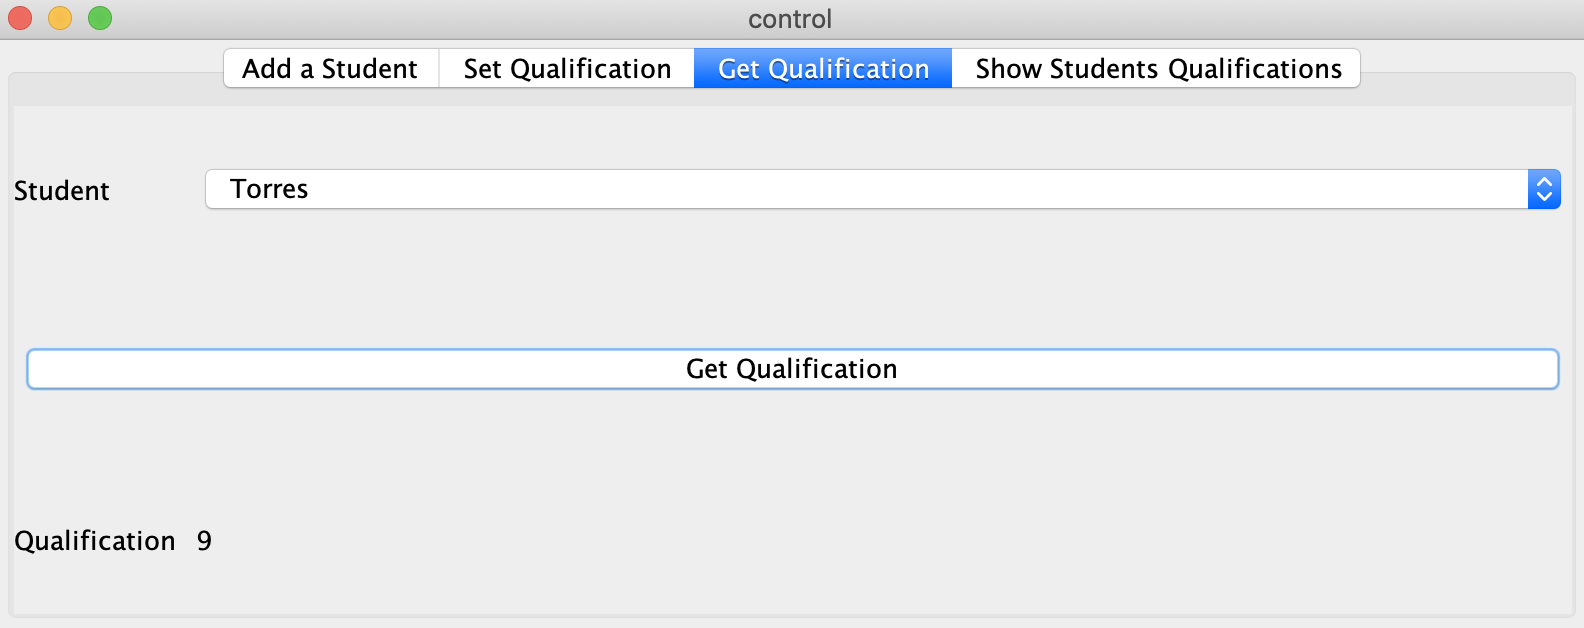 control
Add a Student Set Qualification Get Qualification Show Students Qualifications
Student Torres
Get Qualification
Qualification 9